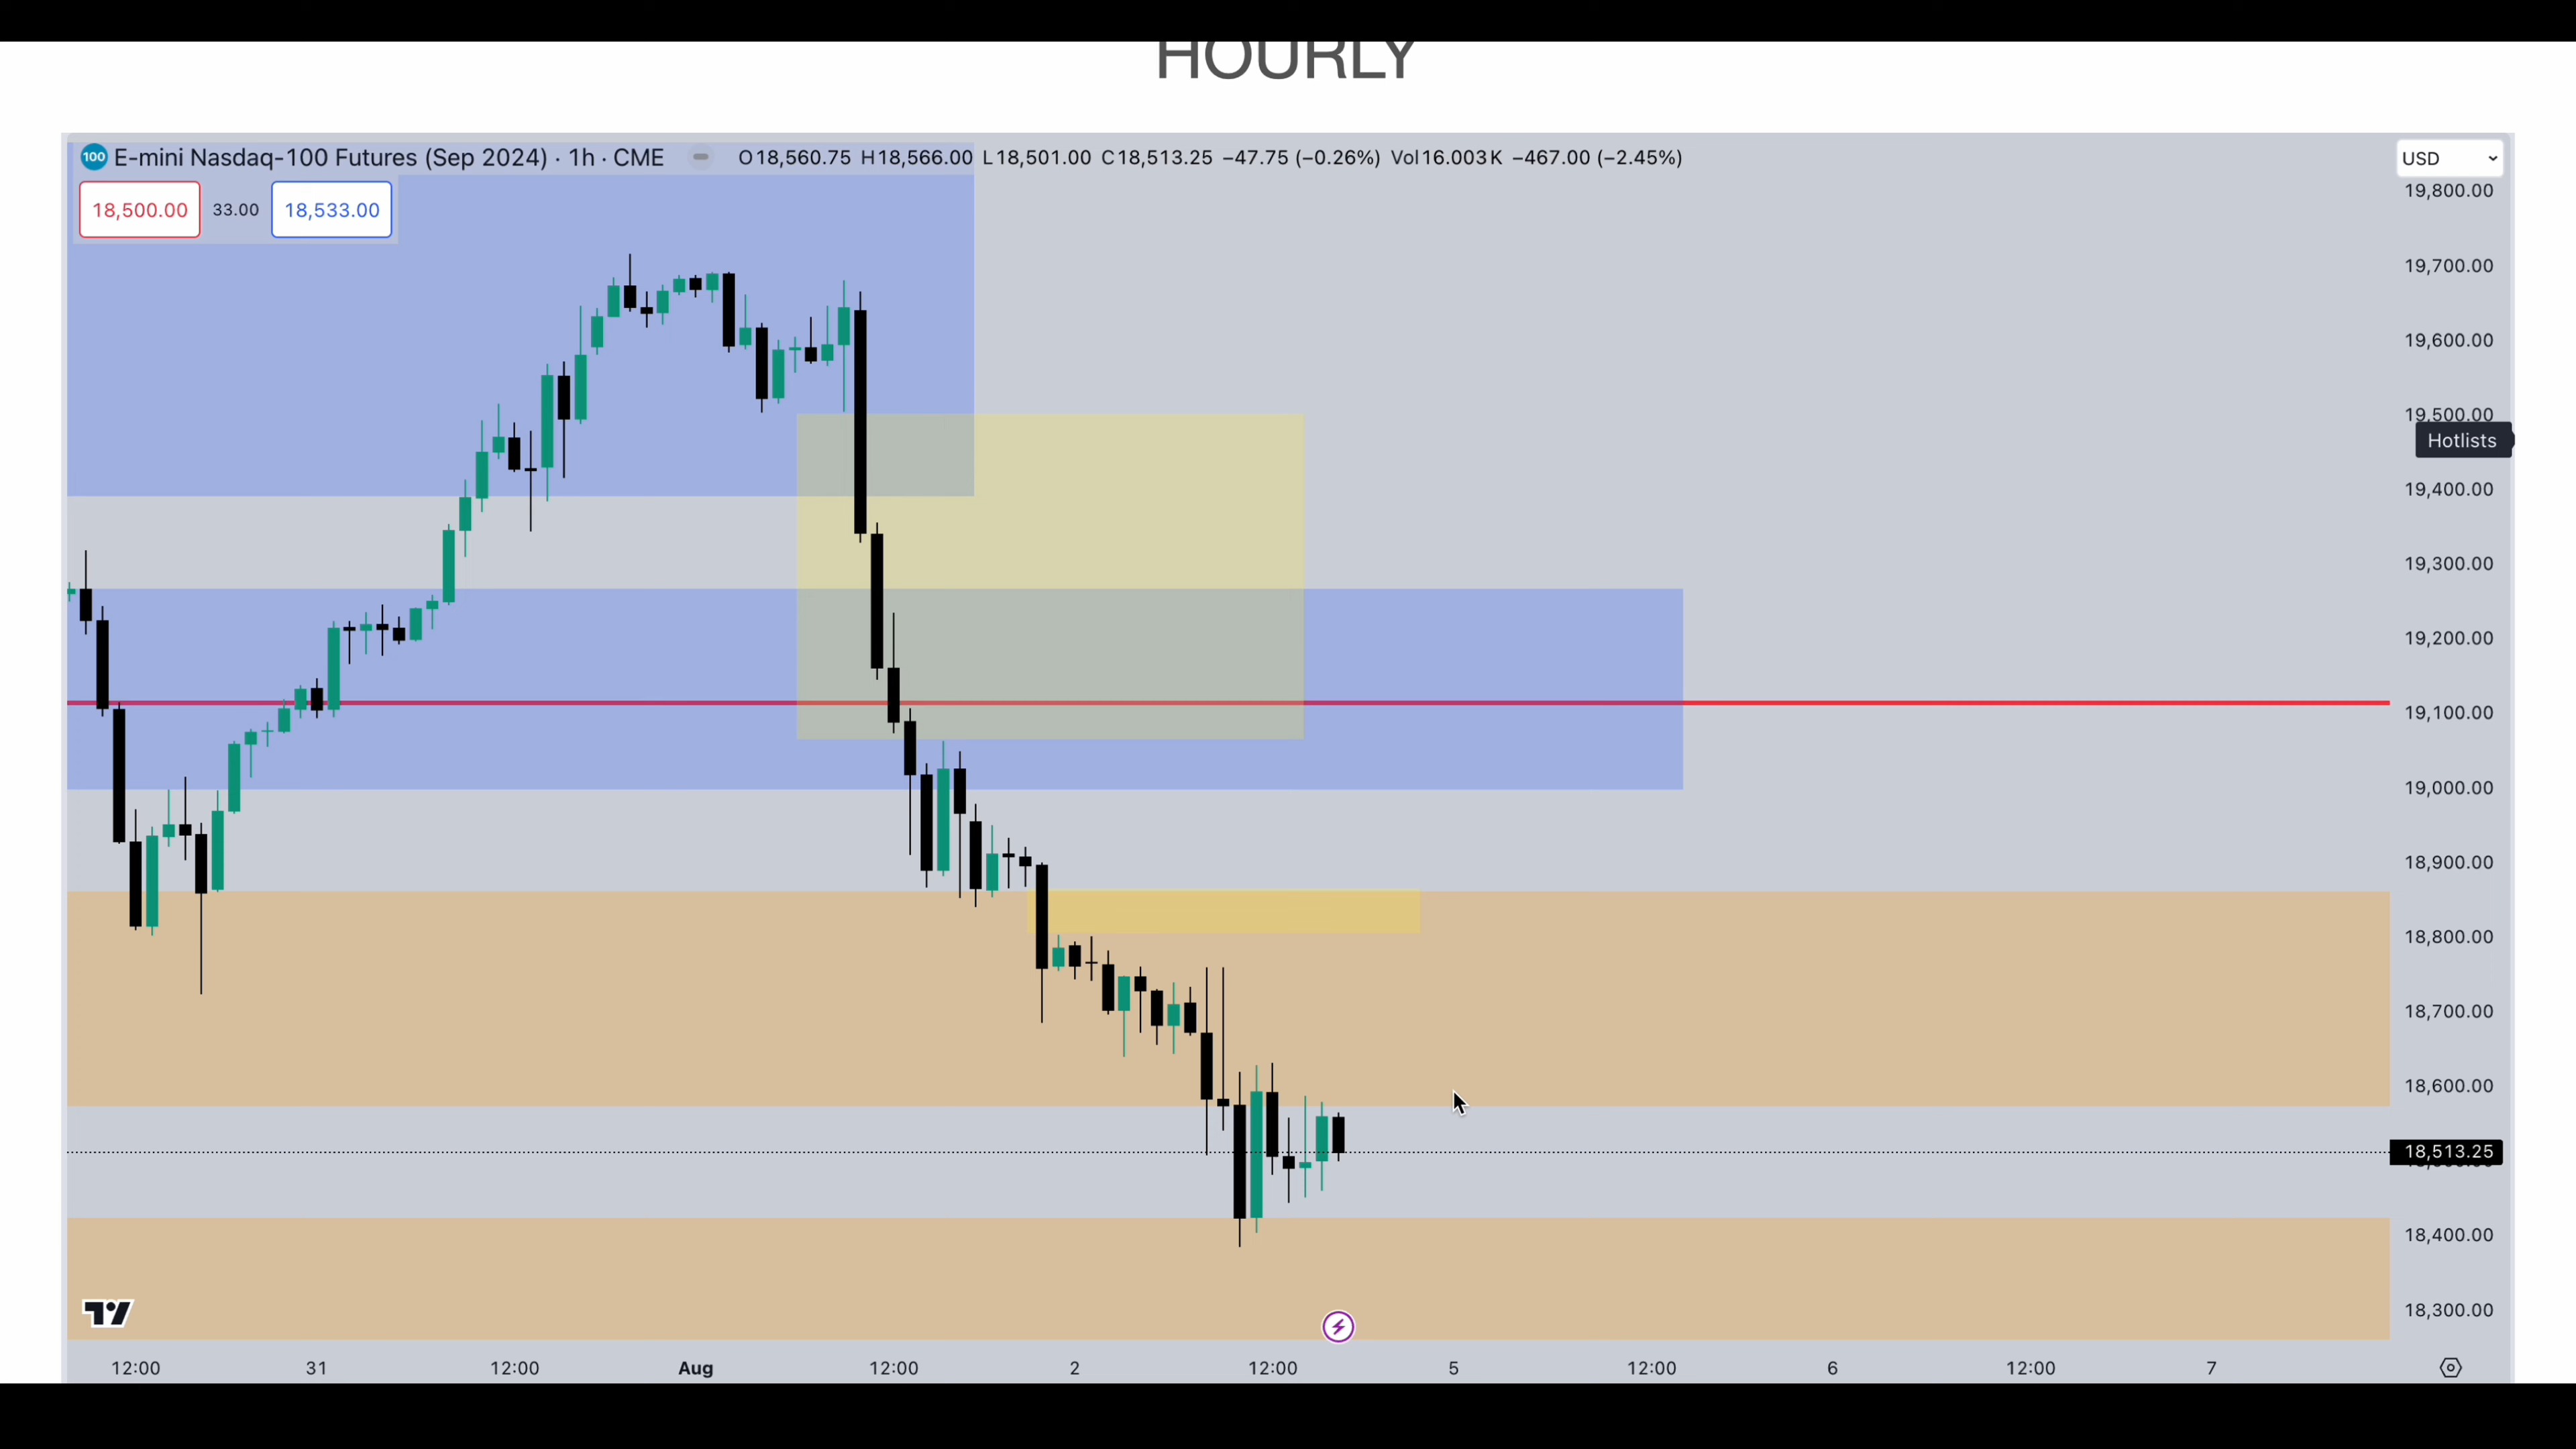 HOURLY
100 E-mini Nasdaq-100 Futures (Sep 2024) · 1h · CME O18,560.75 H18,566.00 L18,501.00 C18,513.25 −47.75 (−0.26%) Vol16.003K −467.00 (−2.45%)
USD
18,500.00 33.00 18,533.00
19,800.00
19,700.00
19,600.00
19,500.00
Hotlists
19,400.00
19,300.00
19,200.00
19,100.00
19,000.00
18,900.00
18,800.00
18,700.00
18,600.00
18,513.25
18,400.00
18,300.00
12:00 31 12:00 Aug 12:00 2 12:00 5 12:00 6 12:00 7